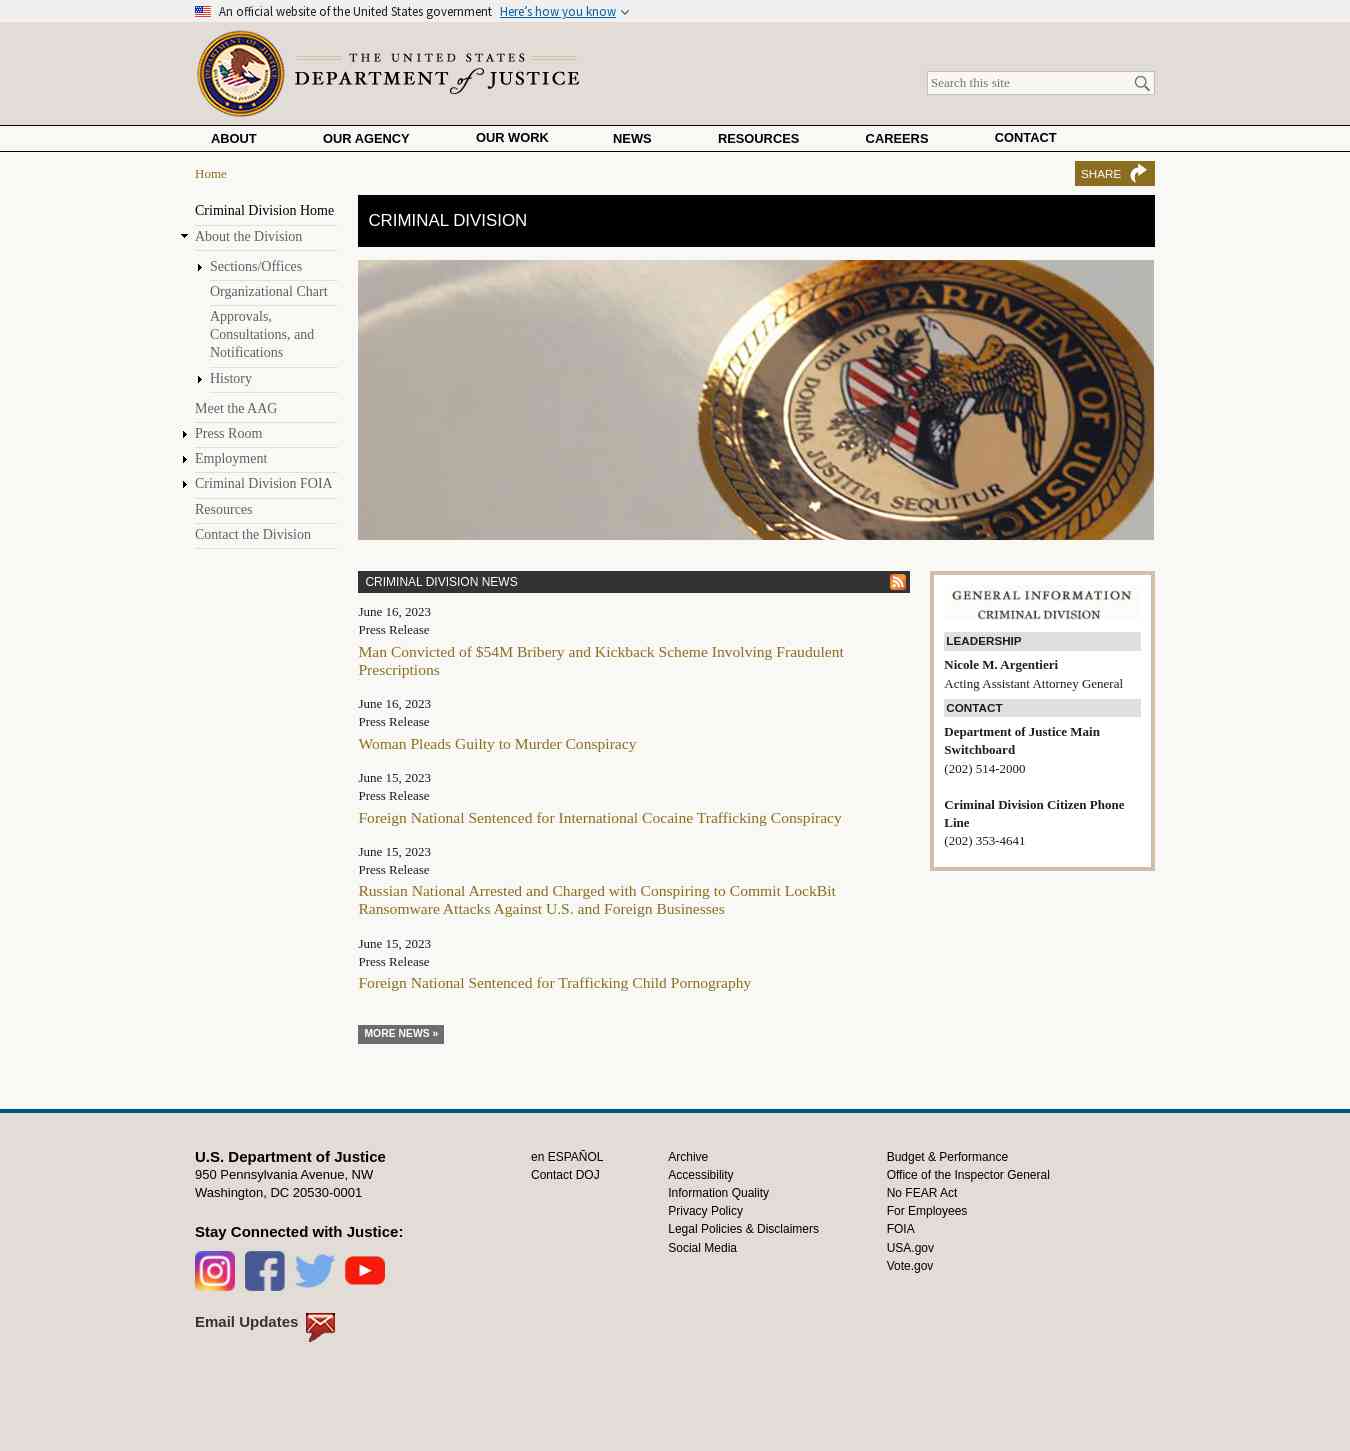 An official website of the United States government Here's how you know
THE UNITED STATES
DEPARTMENT of JUSTICE
Search this site
ABOUT OUR AGENCY OUR WORK NEWS RESOURCES CAREERS CONTACT
Home
SHARE
Criminal Division Home
About the Division
Sections/Offices
Organizational Chart
Approvals,
Consultations, and
Notifications
History
Meet the AAG
Press Room
Employment
Criminal Division FOIA
Resources
Contact the Division
CRIMINAL DIVISION
DEPARTMENT OF JUSTICE
QUI PRO DOMINA JUSTITIA SEQUITUR
CRIMINAL DIVISION NEWS
June 16, 2023
Press Release
Man Convicted of $54M Bribery and Kickback Scheme Involving Fraudulent
Prescriptions
June 16, 2023
Press Release
Woman Pleads Guilty to Murder Conspiracy
June 15, 2023
Press Release
Foreign National Sentenced for International Cocaine Trafficking Conspiracy
June 15, 2023
Press Release
Russian National Arrested and Charged with Conspiring to Commit LockBit
Ransomware Attacks Against U.S. and Foreign Businesses
June 15, 2023
Press Release
Foreign National Sentenced for Trafficking Child Pornography
MORE NEWS »
GENERAL INFORMATION
CRIMINAL DIVISION
LEADERSHIP
Nicole M. Argentieri
Acting Assistant Attorney General
CONTACT
Department of Justice Main
Switchboard
(202) 514-2000
Criminal Division Citizen Phone
Line
(202) 353-4641
U.S. Department of Justice
950 Pennsylvania Avenue, NW
Washington, DC 20530-0001
Stay Connected with Justice:
Email Updates
en ESPAÑOL
Contact DOJ
Archive
Accessibility
Information Quality
Privacy Policy
Legal Policies & Disclaimers
Social Media
Budget & Performance
Office of the Inspector General
No FEAR Act
For Employees
FOIA
USA.gov
Vote.gov